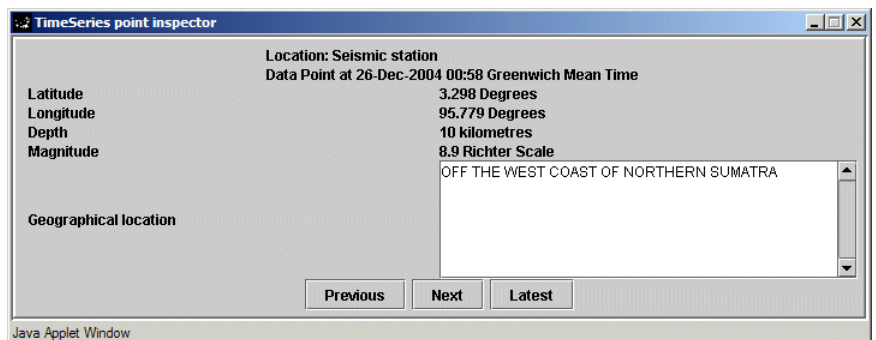 TimeSeries point inspector
Location: Seismic station
Data Point at 26-Dec-2004 00:58 Greenwich Mean Time
Latitude 3.298 Degrees
Longitude 95.779 Degrees
Depth 10 kilometres
Magnitude 8.9 Richter Scale
OFF THE WEST COAST OF NORTHERN SUMATRA
Geographical location
Previous Next Latest
Java Applet Window